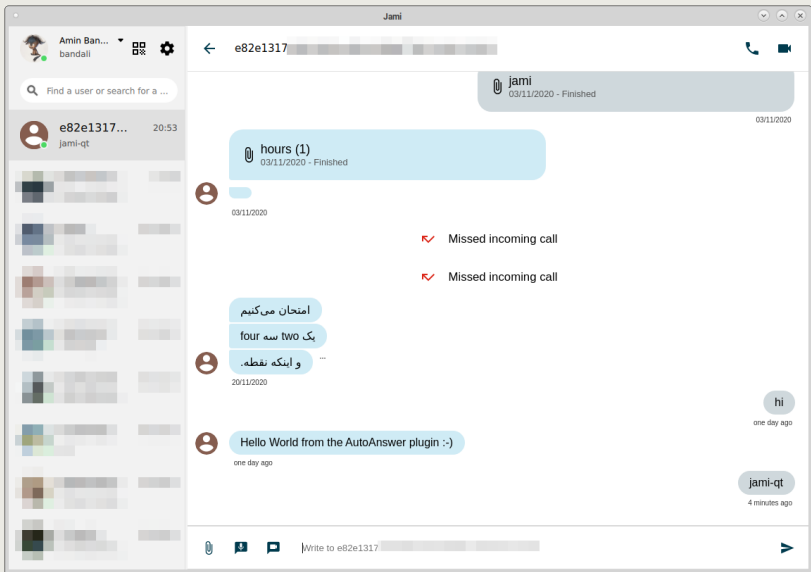 Jami
Amin Ban...
bandali
Find a user or search for a ...
e82e1317...
20:53
jami-qt
e82e1317
jami
03/11/2020 - Finished
03/11/2020
hours (1)
03/11/2020 - Finished
03/11/2020
Missed incoming call
Missed incoming call
امتحان می‌کنیم
یک two سه four
و اینکه نقطه.
...
20/11/2020
hi
one day ago
Hello World from the AutoAnswer plugin :-)
one day ago
jami-qt
4 minutes ago
Write to e82e1317